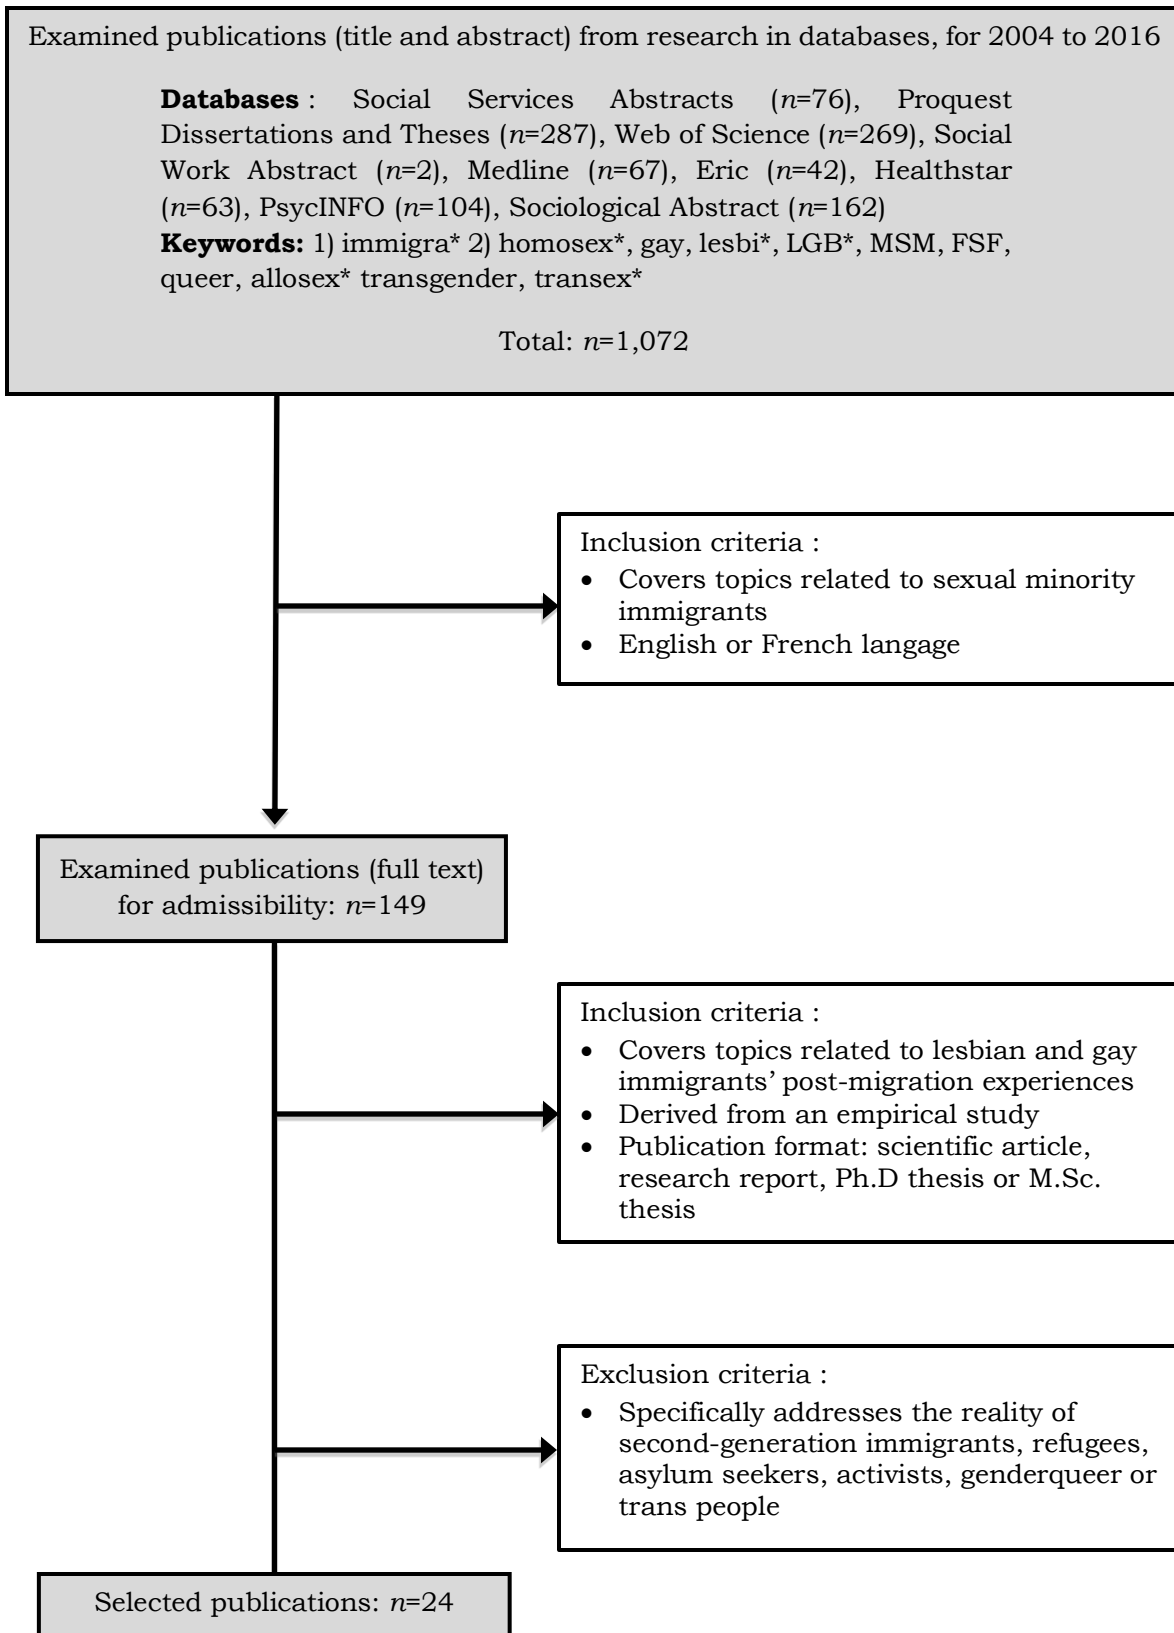 Examined publications (title and abstract) from research in databases, for 2004 to 2016
Databases : Social Services Abstracts (n=76), Proquest
Dissertations and Theses (n=287), Web of Science (n=269), Social
Work Abstract (n=2), Medline (n=67), Eric (n=42), Healthstar
(n=63), PsycINFO (n=104), Sociological Abstract (n=162)
Keywords: 1) immigra* 2) homosex*, gay, lesbi*, LGB*, MSM, FSF,
queer, allosex* transgender, transex*
Total: n=1,072
Inclusion criteria :
• Covers topics related to sexual minority
immigrants
• English or French langage
Examined publications (full text)
for admissibility: n=149
Inclusion criteria :
• Covers topics related to lesbian and gay
immigrants’ post-migration experiences
• Derived from an empirical study
• Publication format: scientific article,
research report, Ph.D thesis or M.Sc.
thesis
Exclusion criteria :
• Specifically addresses the reality of
second-generation immigrants, refugees,
asylum seekers, activists, genderqueer or
trans people
Selected publications: n=24